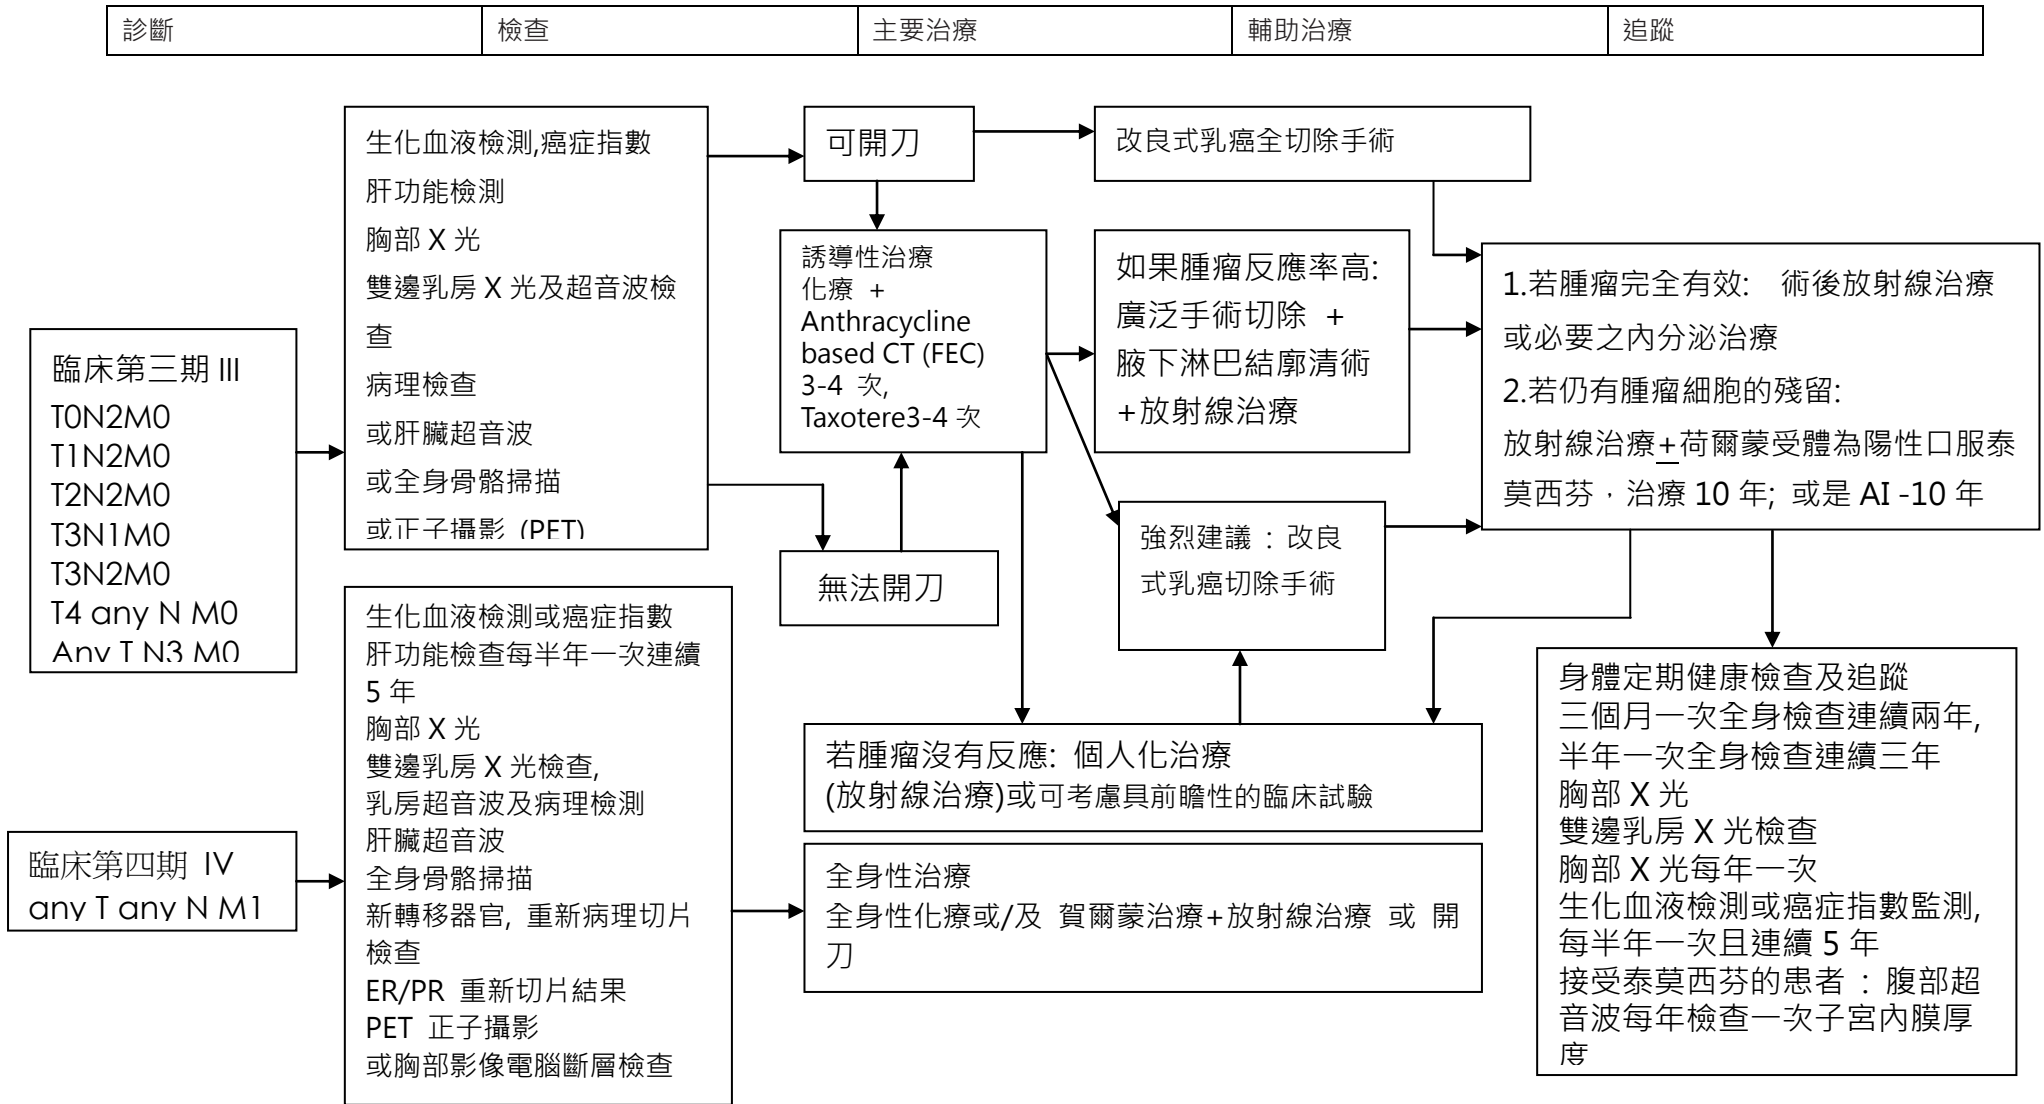 診斷
檢查
主要治療
輔助治療
追蹤
臨床第三期 III
T0N2M0
T1N2M0
T2N2M0
T3N1M0
T3N2M0
T4 any N M0
Any T N3 M0
臨床第四期 IV
any T any N M1
生化血液檢測,癌症指數
肝功能檢測
胸部 X 光
雙邊乳房 X 光及超音波檢
查
病理檢查
或肝臟超音波
或全身骨骼掃描
或正子攝影 (PET)
生化血液檢測或癌症指數
肝功能檢查每半年一次連續
5 年
胸部 X 光
雙邊乳房 X 光檢查,
乳房超音波及病理檢測
肝臟超音波
全身骨骼掃描
新轉移器官, 重新病理切片
檢查
ER/PR 重新切片結果
PET 正子攝影
或胸部影像電腦斷層檢查
可開刀
誘導性治療
化療 +
Anthracycline
based CT (FEC)
3-4 次,
Taxotere3-4 次
無法開刀
改良式乳癌全切除手術
如果腫瘤反應率高:
廣泛手術切除 +
腋下淋巴結廓清術
+放射線治療
強烈建議：改良
式乳癌切除手術
若腫瘤沒有反應: 個人化治療
(放射線治療)或可考慮具前瞻性的臨床試驗
全身性治療
全身性化療或/及 賀爾蒙治療+放射線治療 或 開
刀
1.若腫瘤完全有效: 術後放射線治療
或必要之內分泌治療
2.若仍有腫瘤細胞的殘留:
放射線治療+荷爾蒙受體為陽性口服泰
莫西芬，治療 10 年; 或是 AI -10 年
身體定期健康檢查及追蹤
三個月一次全身檢查連續兩年,
半年一次全身檢查連續三年
胸部 X 光
雙邊乳房 X 光檢查
胸部 X 光每年一次
生化血液檢測或癌症指數監測,
每半年一次且連續 5 年
接受泰莫西芬的患者：腹部超
音波每年檢查一次子宮內膜厚
度